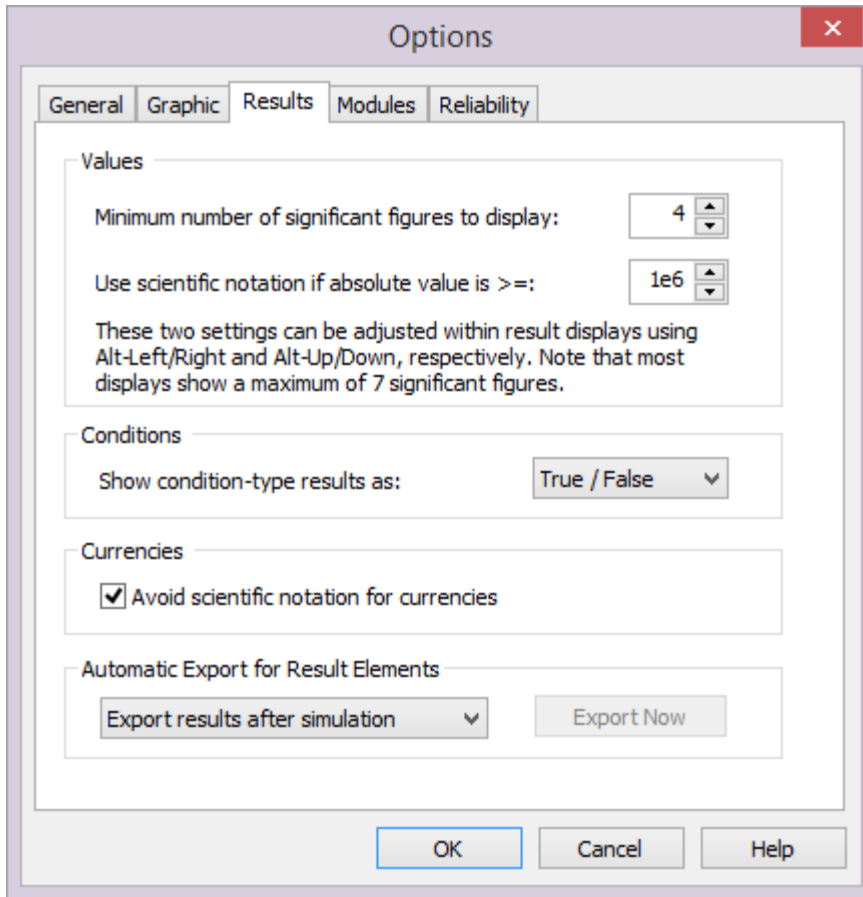 Options
General Graphic Results Modules Reliability
Values
Minimum number of significant figures to display: 4
Use scientific notation if absolute value is >=: 1e6
These two settings can be adjusted within result displays using
Alt-Left/Right and Alt-Up/Down, respectively. Note that most
displays show a maximum of 7 significant figures.
Conditions
Show condition-type results as: True / False
Currencies
Avoid scientific notation for currencies
Automatic Export for Result Elements
Export results after simulation Export Now
OK Cancel Help